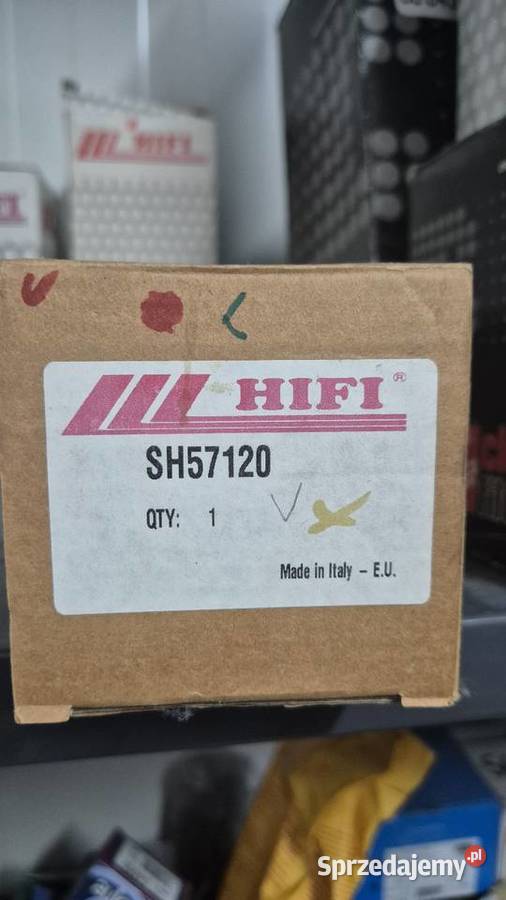 HIFI
HIFI®
SH57120
QTY: 1
Made in Italy - E.U.
Sprzedajemy.pl